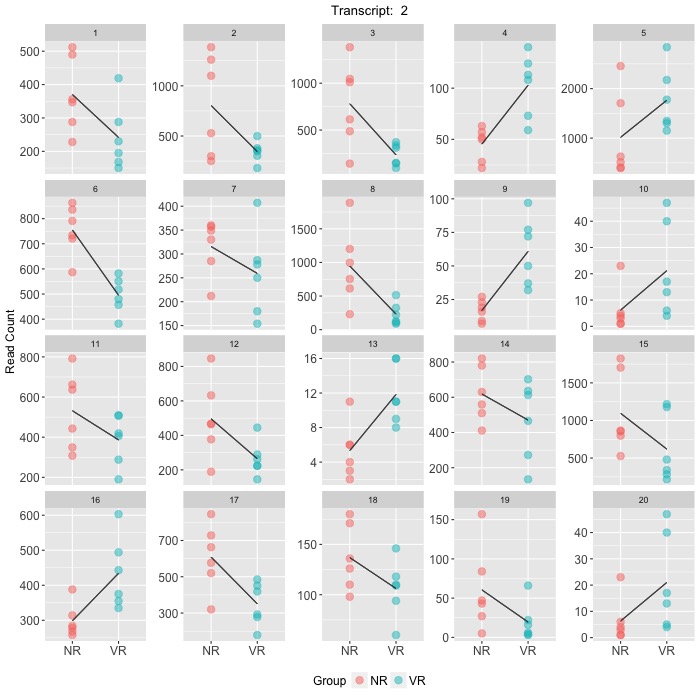 Transcript: 2
1 2 3 4 5
500 400 300 200
1000 500
1000 500
100 50
2000 1000
6 7 8 9 10
800 700 600 500 400
400 350 300 250 200 150
1500 1000 500 0
100 75 50 25
40 30 20 10 0
Read Count
11 12 13 14 15
800 600 400 200
800 600 400 200
16 12 8 4
800 600 400 200
1500 1000 500
16 17 18 19 20
600 500 400 300
700 500 300
150 100
150 100 50 0
40 30 20 10 0
NR VR NR VR NR VR NR VR NR VR
Group NR VR